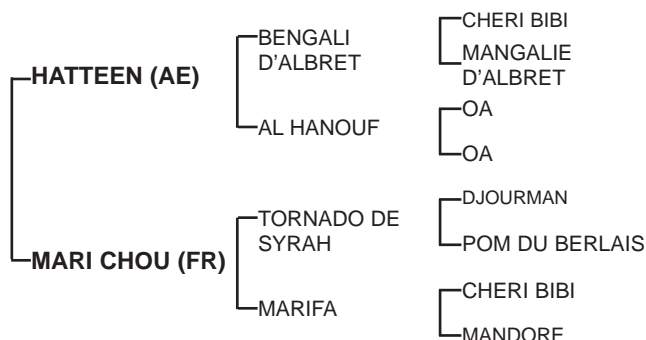 HATTEEN (AE)
BENGALI
D'ALBRET
CHERI BIBI
MANGALIE
D'ALBRET
AL HANOUF
OA
OA
MARI CHOU (FR)
TORNADO DE
SYRAH
DJOURMAN
POM DU BERLAIS
MARIFA
CHERI BIBI
MANDORE